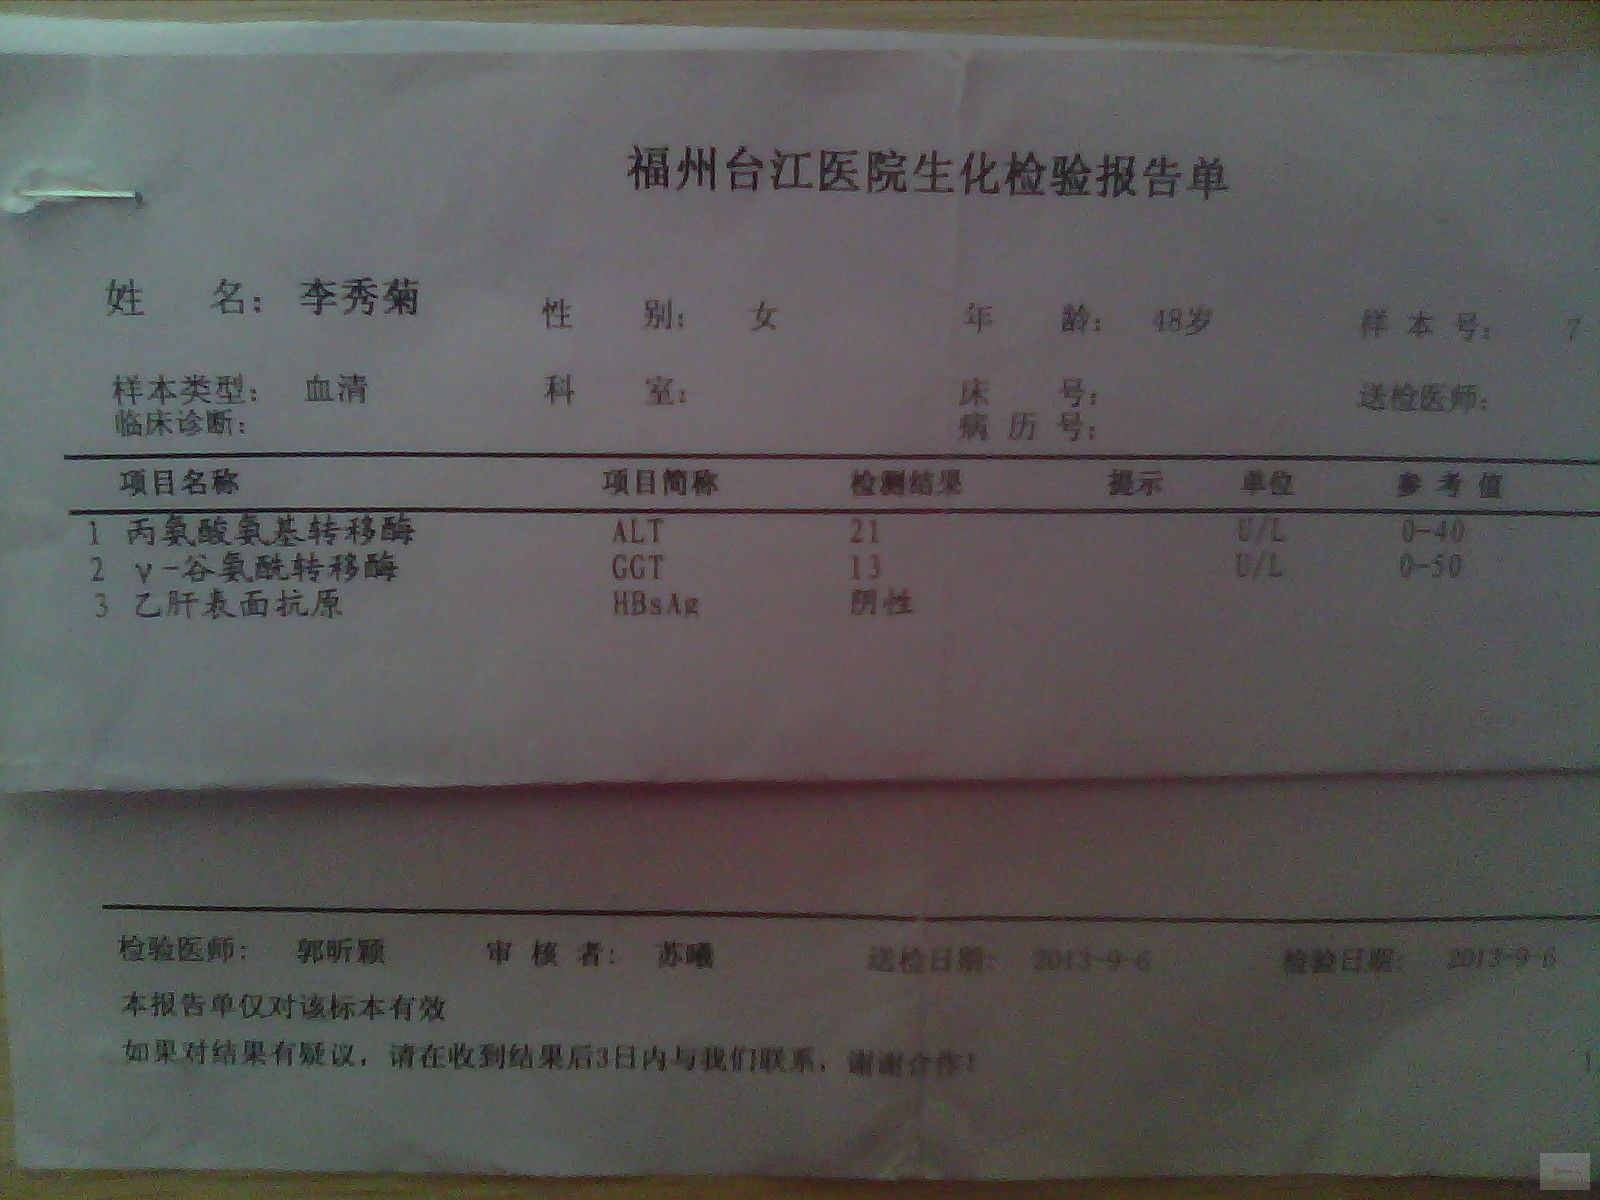 福州台江医院生化检验报告单
姓 名: 李秀菊 性 别: 女 年 龄: 48岁 样本号: 7
样本类型: 血清 科 室: 床 号: 送检医师:
临床诊断: 病历号:
项目名称 项目简称 检测结果 提示 单位 参考值
1 丙氨酸氨基转移酶 ALT 21 U/L 0-40
2 γ-谷氨酰转移酶 GGT 13 U/L 0-50
3 乙肝表面抗原 HBsAg 阴性
检验医师: 郭昕颖 审核者: 苏曦 送检日期: 2013-9-6 检验日期: 2013-9-6
本报告单仅对该标本有效
如果对结果有疑议，请在收到结果后3日内与我们联系，谢谢合作!
1